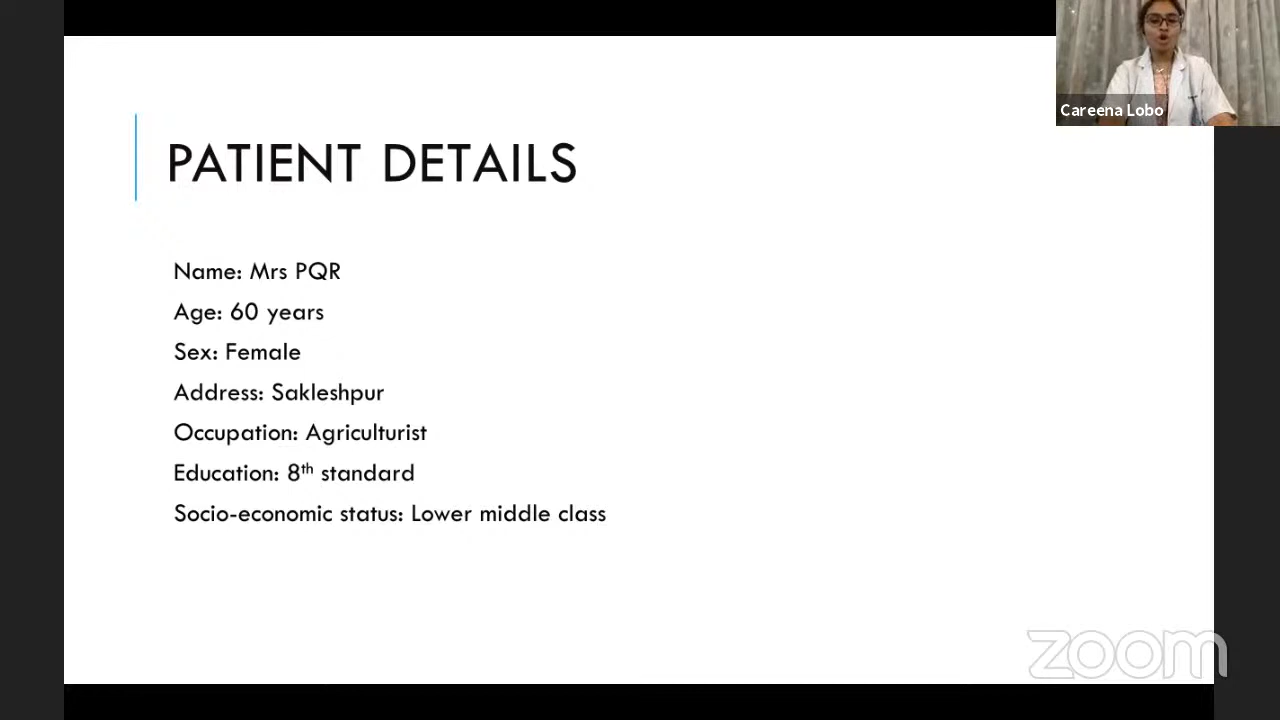 Careena Lobo
PATIENT DETAILS
Name: Mrs PQR
Age: 60 years
Sex: Female
Address: Sakleshpur
Occupation: Agriculturist
Education: 8th standard
Socio-economic status: Lower middle class
zoom